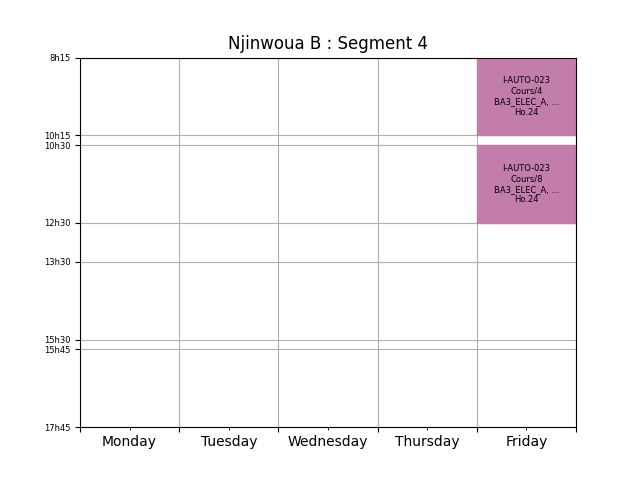 Njinwoua B : Segment 4
8h15
I-AUTO-023
Cours/4
BA3_ELEC_A, ...
Ho.24
10h15
10h30
I-AUTO-023
Cours/8
BA3_ELEC_A, ...
Ho.24
12h30
13h30
15h30
15h45
17h45
Monday Tuesday Wednesday Thursday Friday